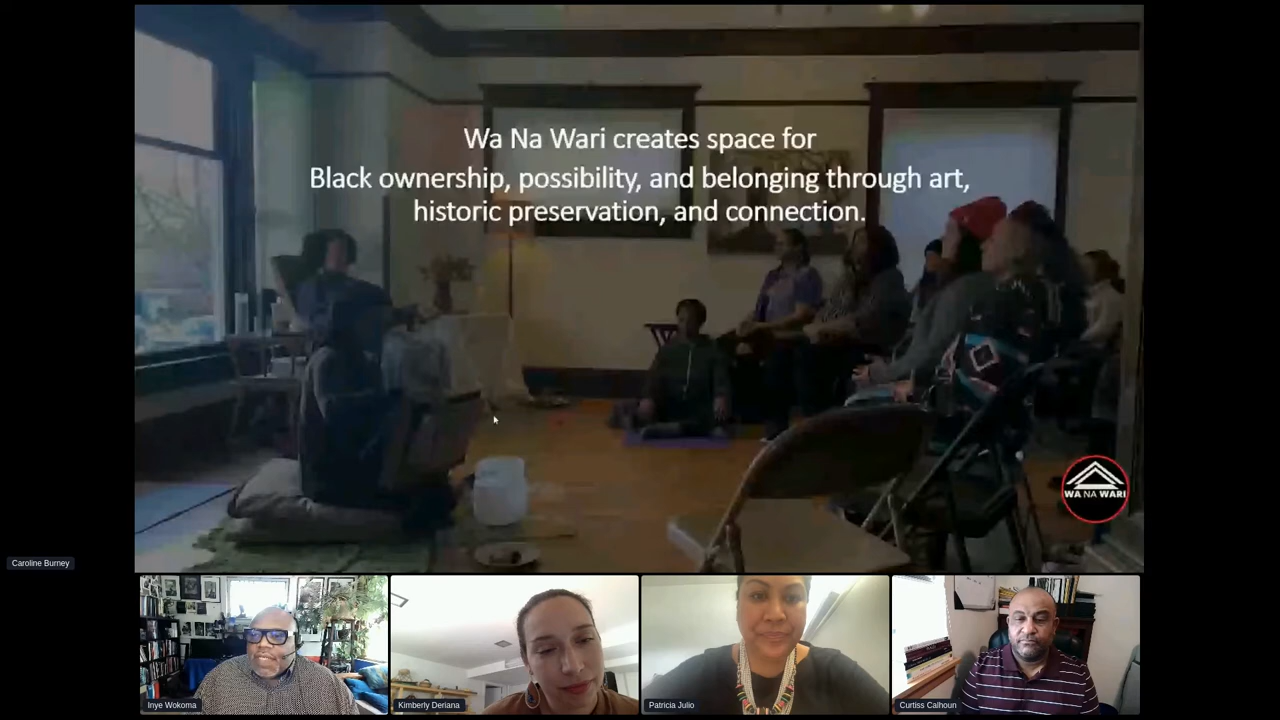 Wa Na Wari creates space for
Black ownership, possibility, and belonging through art,
historic preservation, and connection.
WA NA WARI
Caroline Burney
Inye Wokoma
Kimberly Deriana
Patricia Julio
Curtiss Calhoun